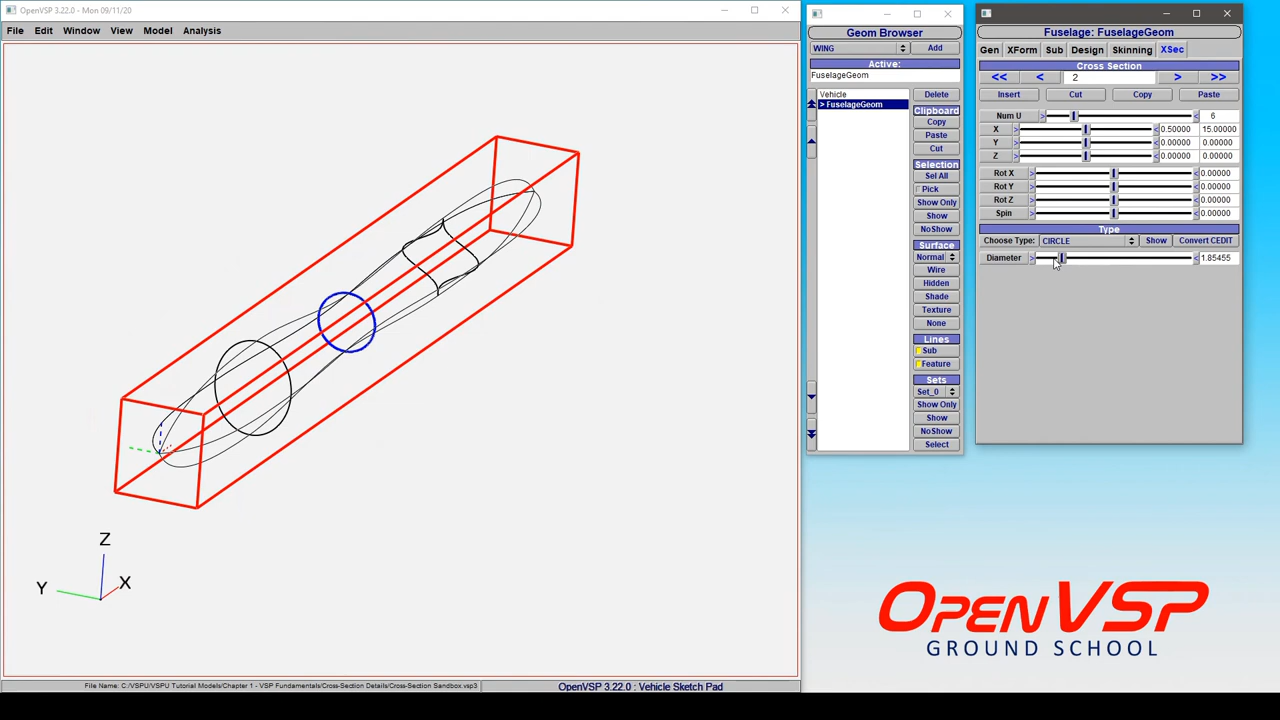 OpenVSP - Mon 09/11/20
File Edit Window View Model Analysis
Z
Y
X
File Name: C:/VSPU/VSPU Tutorial Models/Chapter 1 - VSP Fundamentals/Cross-Section Details/Cross-Section Sandbox.vsp3
OpenVSP 3.22.0 : Vehicle Sketch Pad
Geom Browser
WING Add
Active:
FuselageGeom
Vehicle
> FuselageGeom
Delete
Clipboard
Copy
Paste
Cut
Selection
Sel All
Pick
Show Only
Show
NoShow
Surface
Normal
Wire
Hidden
Shade
Texture
None
Lines
Sub
Feature
Sets
Set_0
Show Only
Show
NoShow
Select
Fuselage: FuselageGeom
Gen XForm Sub Design Skinning XSec
Cross Section
<< < 2 > >>
Insert Cut Copy Paste
Num U > < 6
X > < 0.50000 15.00000
Y > < 0.00000 0.00000
Z > < 0.00000 0.00000
Rot X > < 0.00000
Rot Y > < 0.00000
Rot Z > < 0.00000
Spin > < 0.00000
Type
Choose Type: CIRCLE Show Convert CEDIT
Diameter > < 1.85455
OPENVSP
GROUND SCHOOL